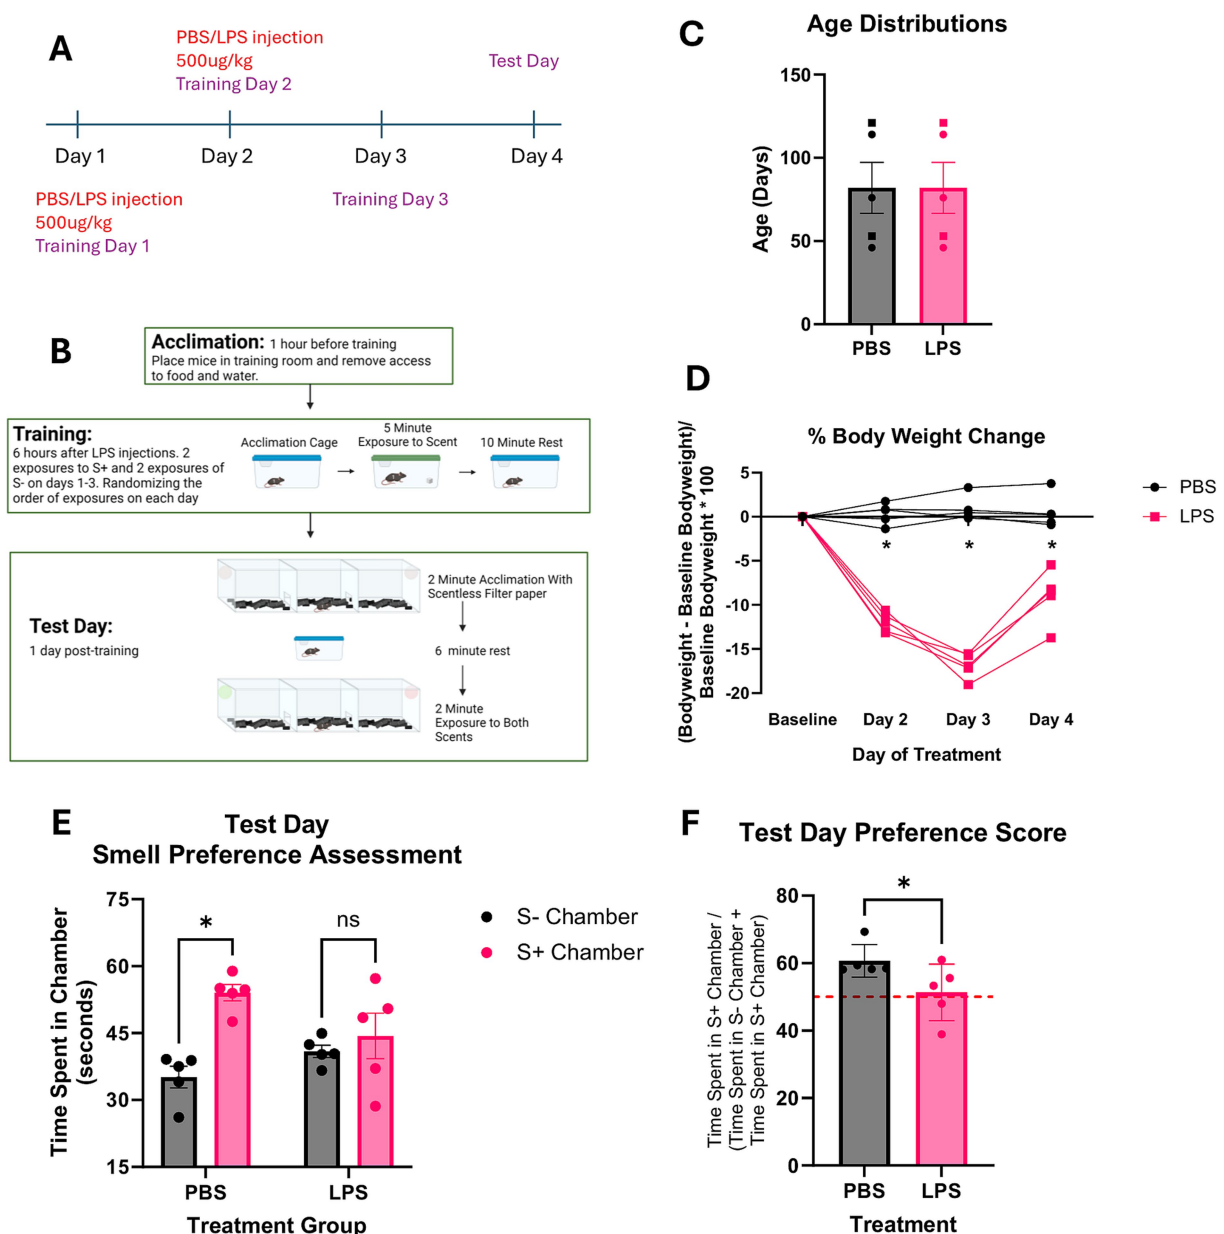 A
PBS/LPS injection
500ug/kg
Training Day 2
Test Day
Day 1
Day 2
Day 3
Day 4
PBS/LPS injection
500ug/kg
Training Day 1
Training Day 3
B
Acclimation: 1 hour before training
Place mice in training room and remove access
to food and water.
Training:
6 hours after LPS injections. 2
exposures to S+ and 2 exposures of
S- on days 1-3. Randomizing the
order of exposures on each day
Acclimation Cage
5 Minute
Exposure to Scent
10 Minute Rest
Test Day:
1 day post-training
2 Minute Acclimation With
Scentless Filter paper
6 minute rest
2 Minute
Exposure to Both
Scents
C
Age Distributions
Age (Days)
150
100
50
0
PBS
LPS
D
% Body Weight Change
(Bodyweight - Baseline Bodyweight)/
Baseline Bodyweight * 100
5
0
-5
-10
-15
-20
* * *
Baseline
Day 2
Day 3
Day 4
Day of Treatment
PBS
LPS
E
Test Day
Smell Preference Assessment
Time Spent in Chamber
(seconds)
75
60
45
30
15
*
ns
PBS
LPS
Treatment Group
S- Chamber
S+ Chamber
F
Test Day Preference Score
Time Spent in S+ Chamber /
(Time Spent in S- Chamber +
Time Spent in S+ Chamber)
80
60
40
20
0
*
PBS
LPS
Treatment